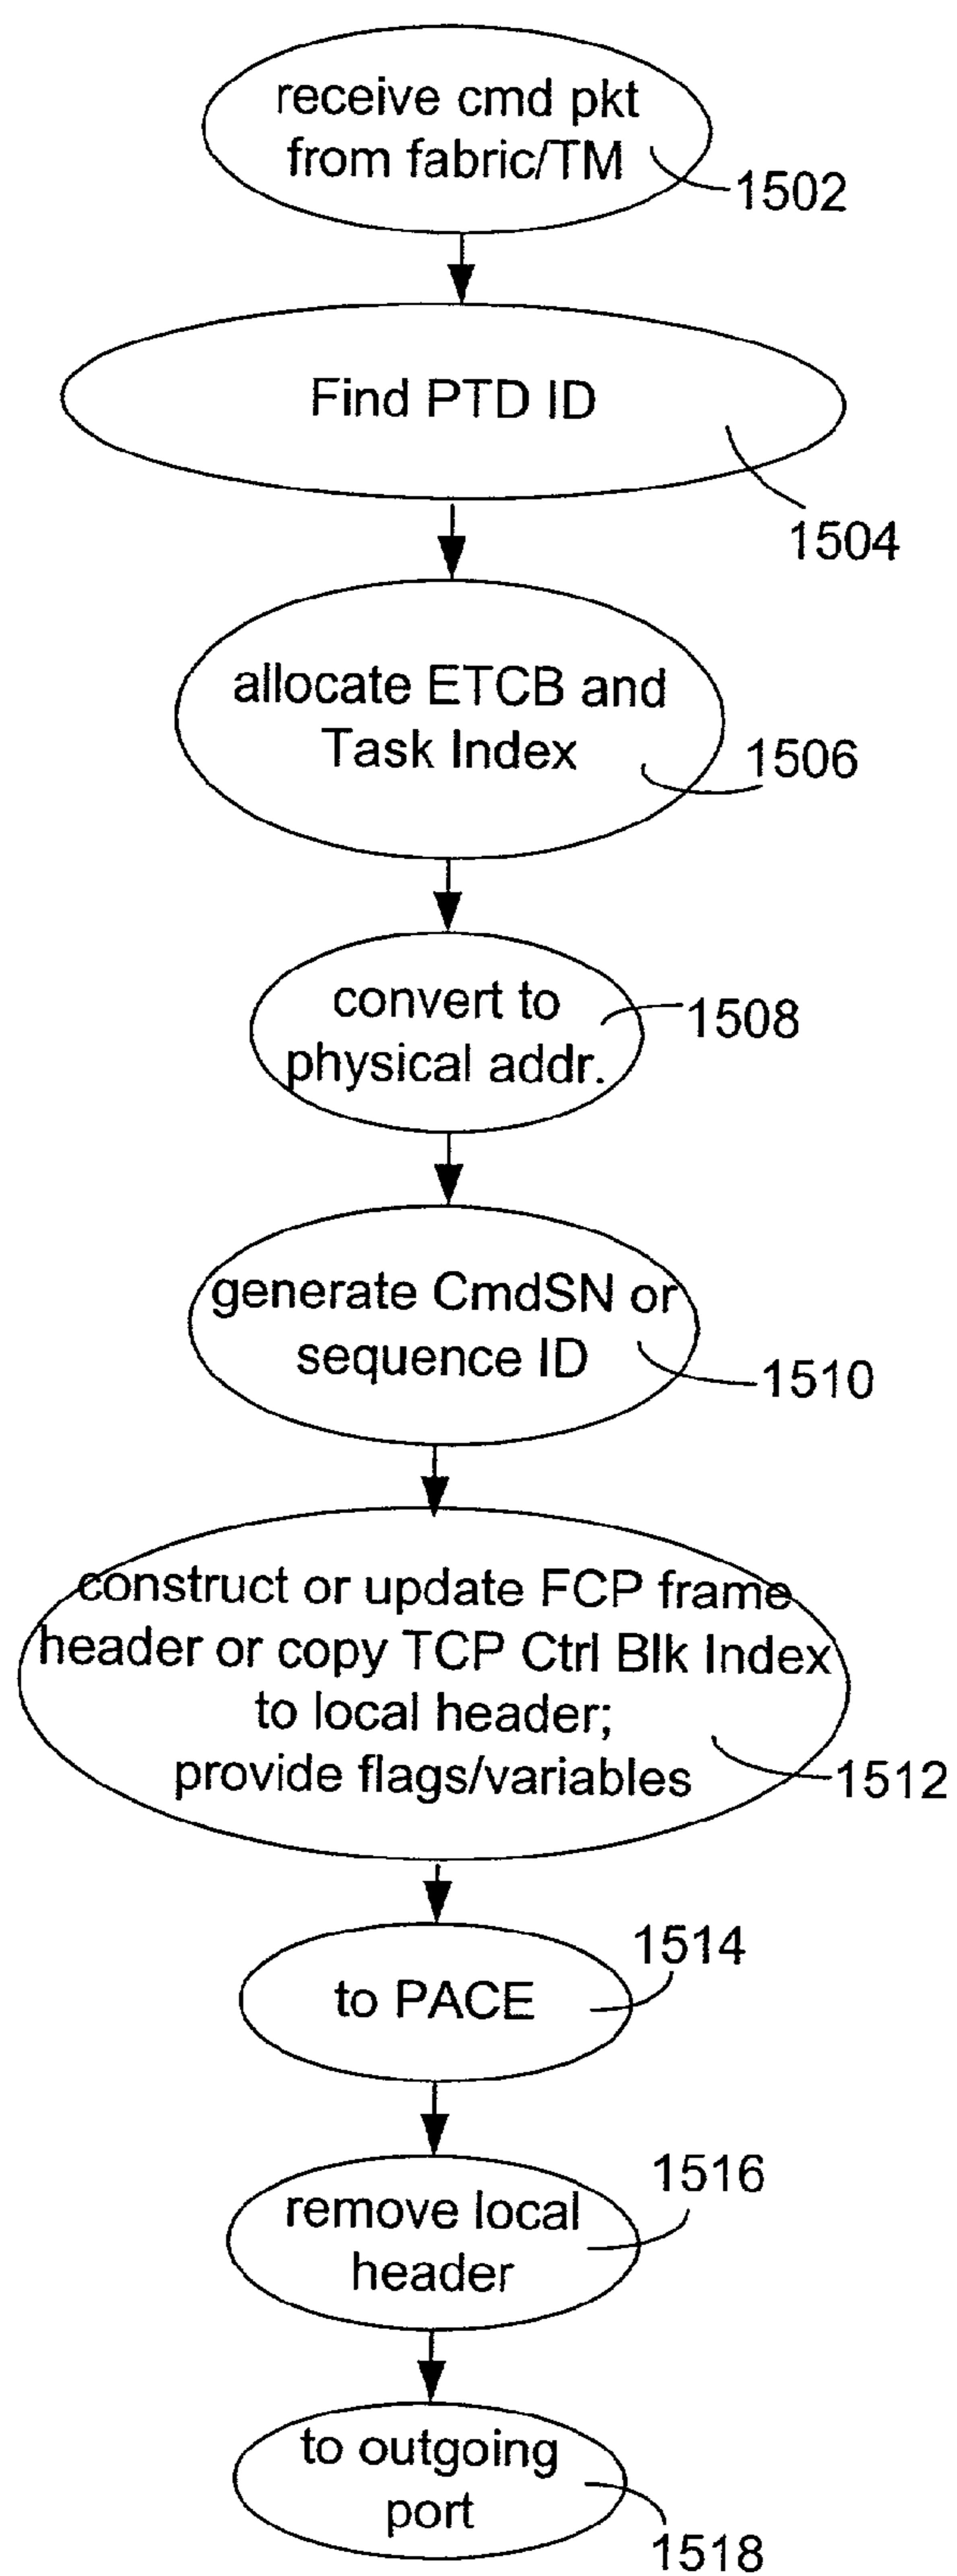 receive cmd pkt
from fabric/TM
1502
Find PTD ID
1504
allocate ETCB and
Task Index
1506
convert to
physical addr.
1508
generate CmdSN or
sequence ID
1510
construct or update FCP frame
header or copy TCP Ctrl Blk Index
to local header;
provide flags/variables
1512
to PACE
1514
remove local
header
1516
to outgoing
port
1518